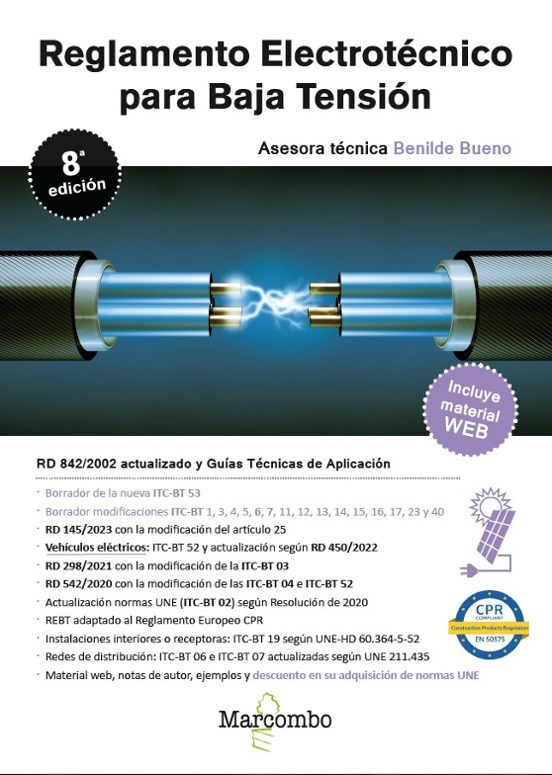 Reglamento Electrotécnico
para Baja Tensión
Asesora técnica Benilde Bueno
8ª
edición
Incluye
material
WEB
RD 842/2002 actualizado y Guías Técnicas de Aplicación
· Borrador de la nueva ITC-BT 53
· Borrador modificaciones ITC-BT 1, 3, 4, 5, 6, 7, 11, 12, 13, 14, 15, 16, 17, 23 y 40
· RD 145/2023 con la modificación del artículo 25
· Vehículos eléctricos: ITC-BT 52 y actualización según RD 450/2022
· RD 298/2021 con la modificación de la ITC-BT 03
· RD 542/2020 con la modificación de las ITC-BT 04 e ITC-BT 52
· Actualización normas UNE (ITC-BT 02) según Resolución de 2020
· REBT adaptado al Reglamento Europeo CPR
· Instalaciones interiores o receptoras: ITC-BT 19 según UNE-HD 60.364-5-52
· Redes de distribución: ITC-BT 06 e ITC-BT 07 actualizadas según UNE 211.435
· Material web, notas de autor, ejemplos y descuento en su adquisición de normas UNE
CPR
COMPLIANT
Construction Products Regulation
EN 50575
Marcombo